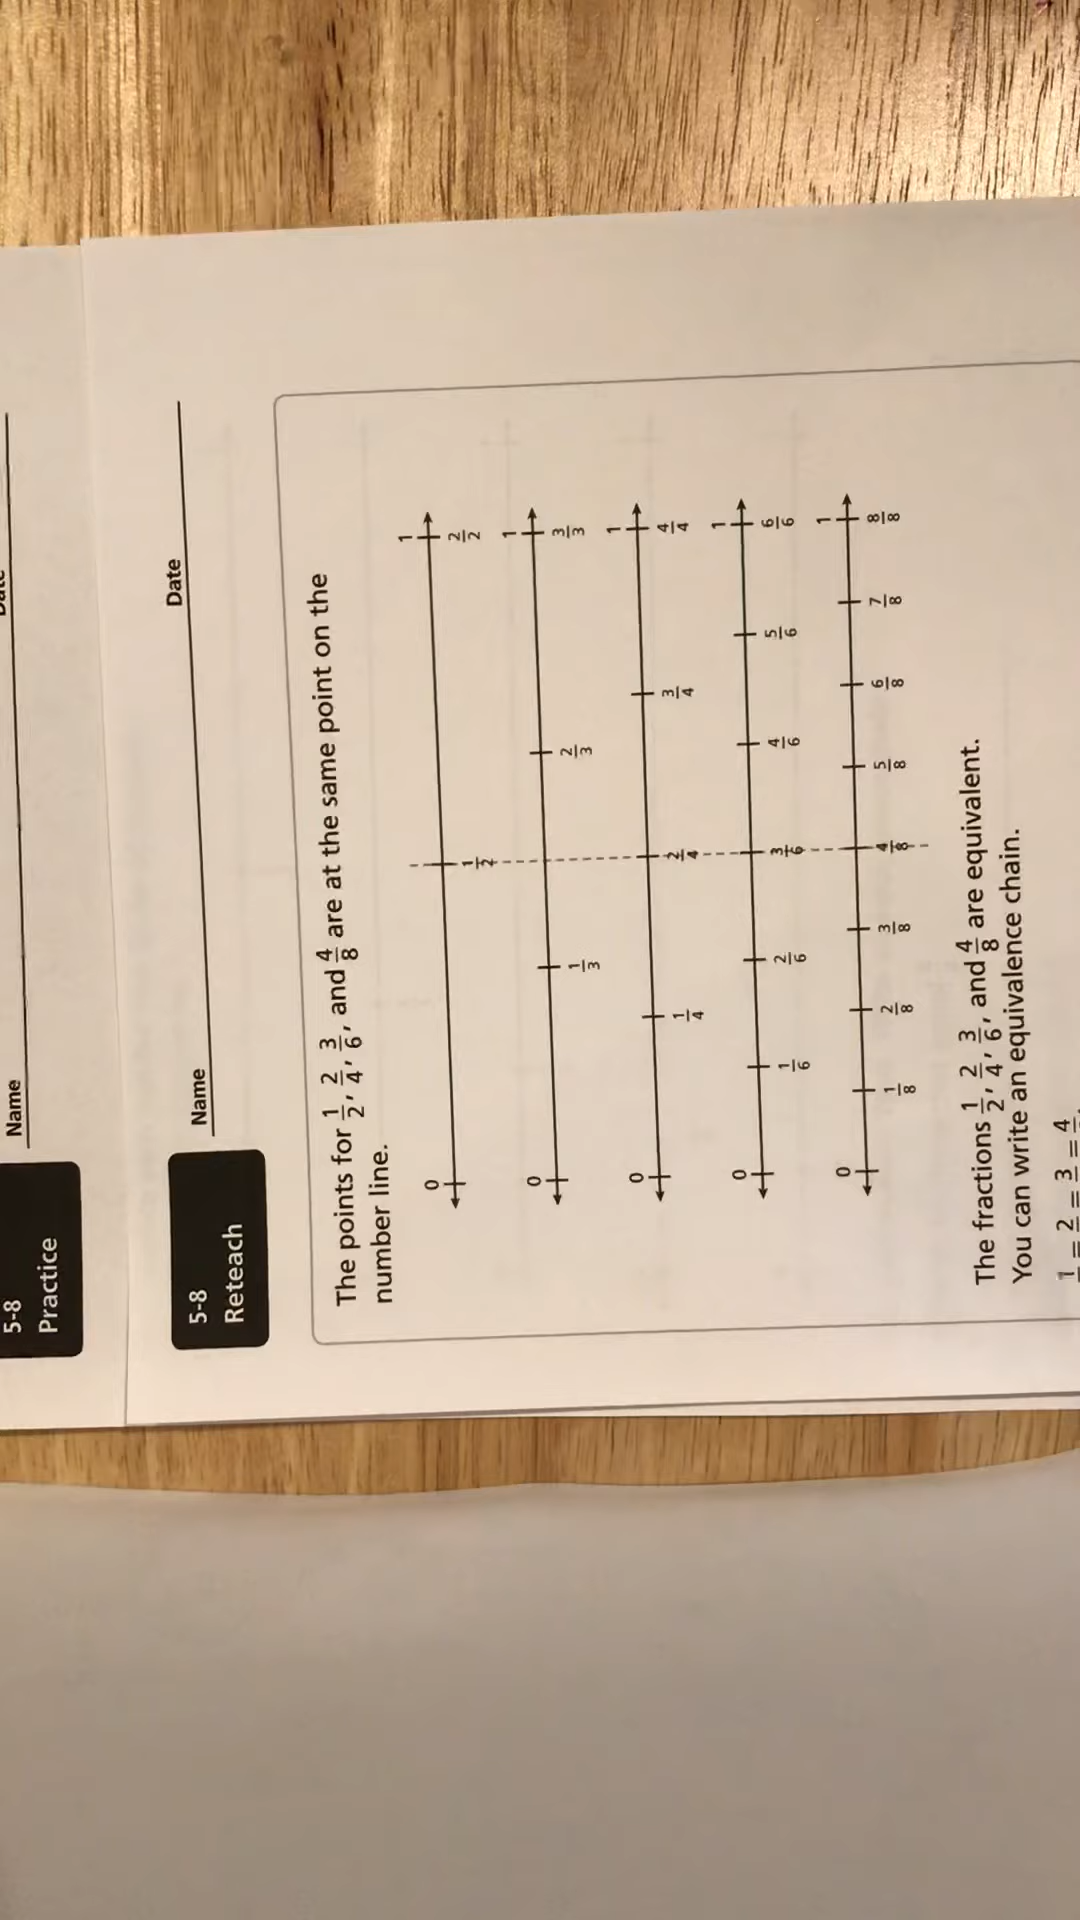 5-8
Practice
Name
5-8
Reteach
Name
Date
The points for 1/2, 2/4, 3/6, and 4/8 are at the same point on the
number line.
0 1
1/2 2/2
0 1
1/3 2/3 3/3
0 1
1/4 2/4 3/4 4/4
0 1
1/6 2/6 3/6 4/6 5/6 6/6
0 1
1/8 2/8 3/8 4/8 5/8 6/8 7/8 8/8
The fractions 1/2, 2/4, 3/6, and 4/8 are equivalent.
You can write an equivalence chain.
1 = 2 = 3 = 4